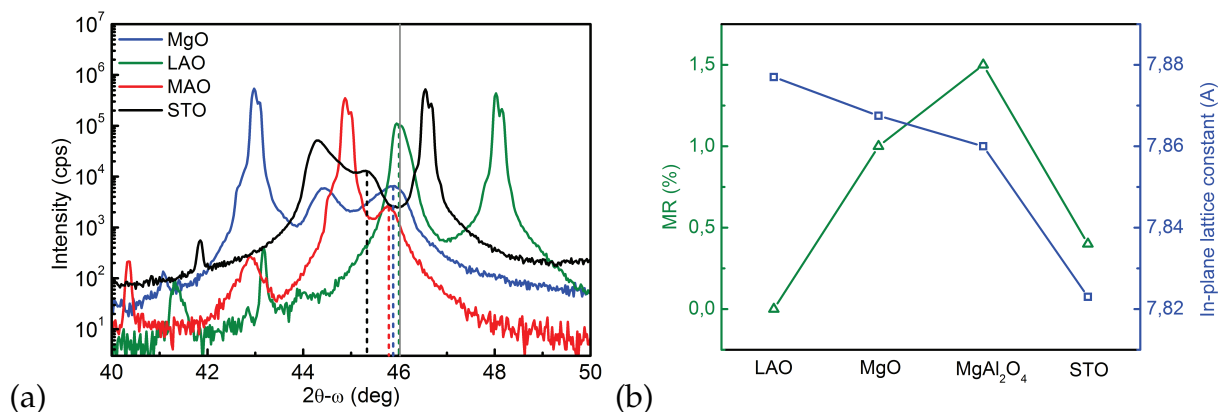 (a)
Intensity (cps)
10^7
10^6
10^5
10^4
10^3
10^2
10^1
MgO
LAO
MAO
STO
40 42 44 46 48 50
2θ-ω (deg)
(b)
MR (%)
1,5
1,0
0,5
0,0
LAO MgO MgAl₂O₄ STO
7,88
7,86
7,84
7,82
In-plane lattice constant (A)